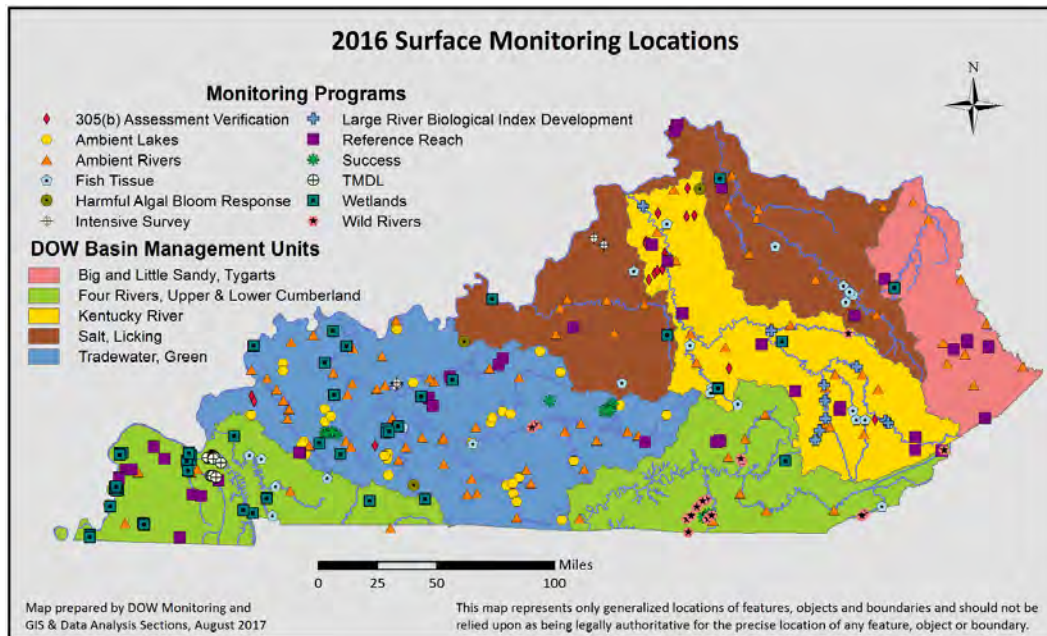 2016 Surface Monitoring Locations
N
Monitoring Programs
305(b) Assessment Verification
Ambient Lakes
Ambient Rivers
Fish Tissue
Harmful Algal Bloom Response
Intensive Survey
Large River Biological Index Development
Reference Reach
Success
TMDL
Wetlands
Wild Rivers
DOW Basin Management Units
Big and Little Sandy, Tygarts
Four Rivers, Upper & Lower Cumberland
Kentucky River
Salt, Licking
Tradewater, Green
Miles
0 25 50 100
Map prepared by DOW Monitoring and
GIS & Data Analysis Sections, August 2017
This map represents only generalized locations of features, objects and boundaries and should not be
relied upon as being legally authoritative for the precise location of any feature, object or boundary.